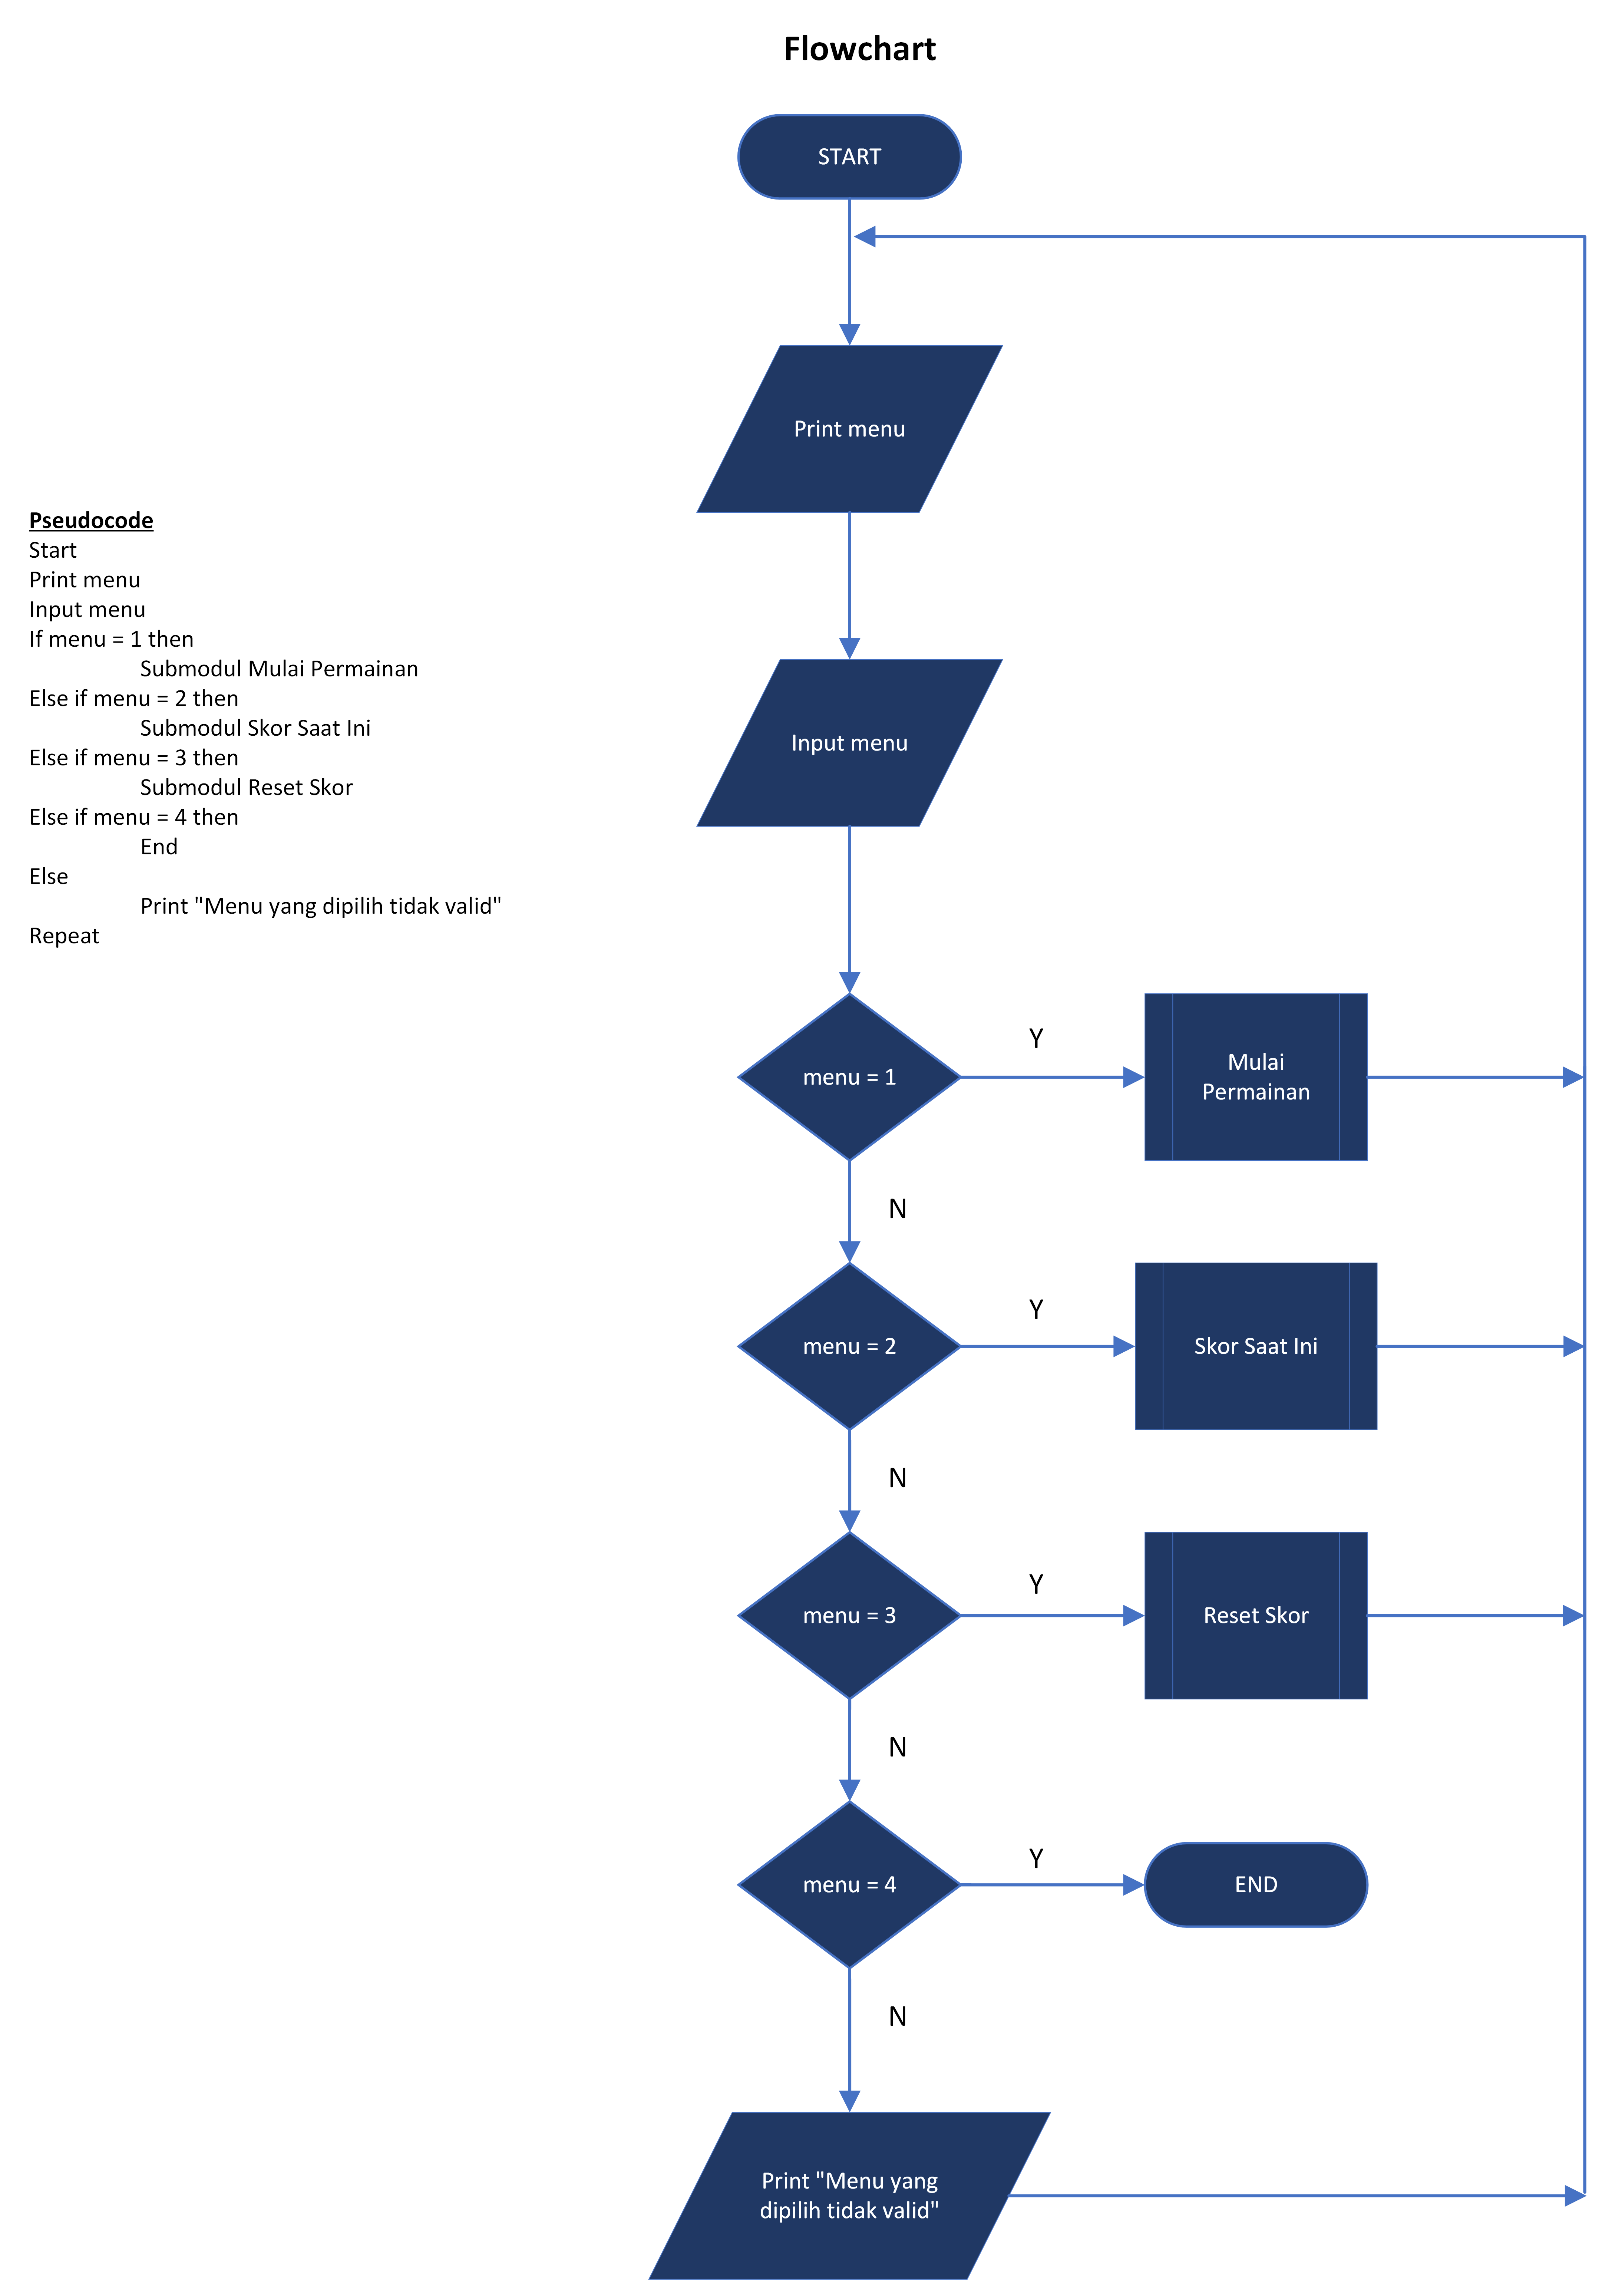 Flowchart
START
Print menu
Pseudocode
Start
Print menu
Input menu
If menu = 1 then
Submodul Mulai Permainan
Else if menu = 2 then
Submodul Skor Saat Ini
Else if menu = 3 then
Submodul Reset Skor
Else if menu = 4 then
End
Else
Print "Menu yang dipilih tidak valid"
Repeat
Input menu
menu = 1
Y
Mulai
Permainan
N
menu = 2
Y
Skor Saat Ini
N
menu = 3
Y
Reset Skor
N
menu = 4
Y
END
N
Print "Menu yang
dipilih tidak valid"